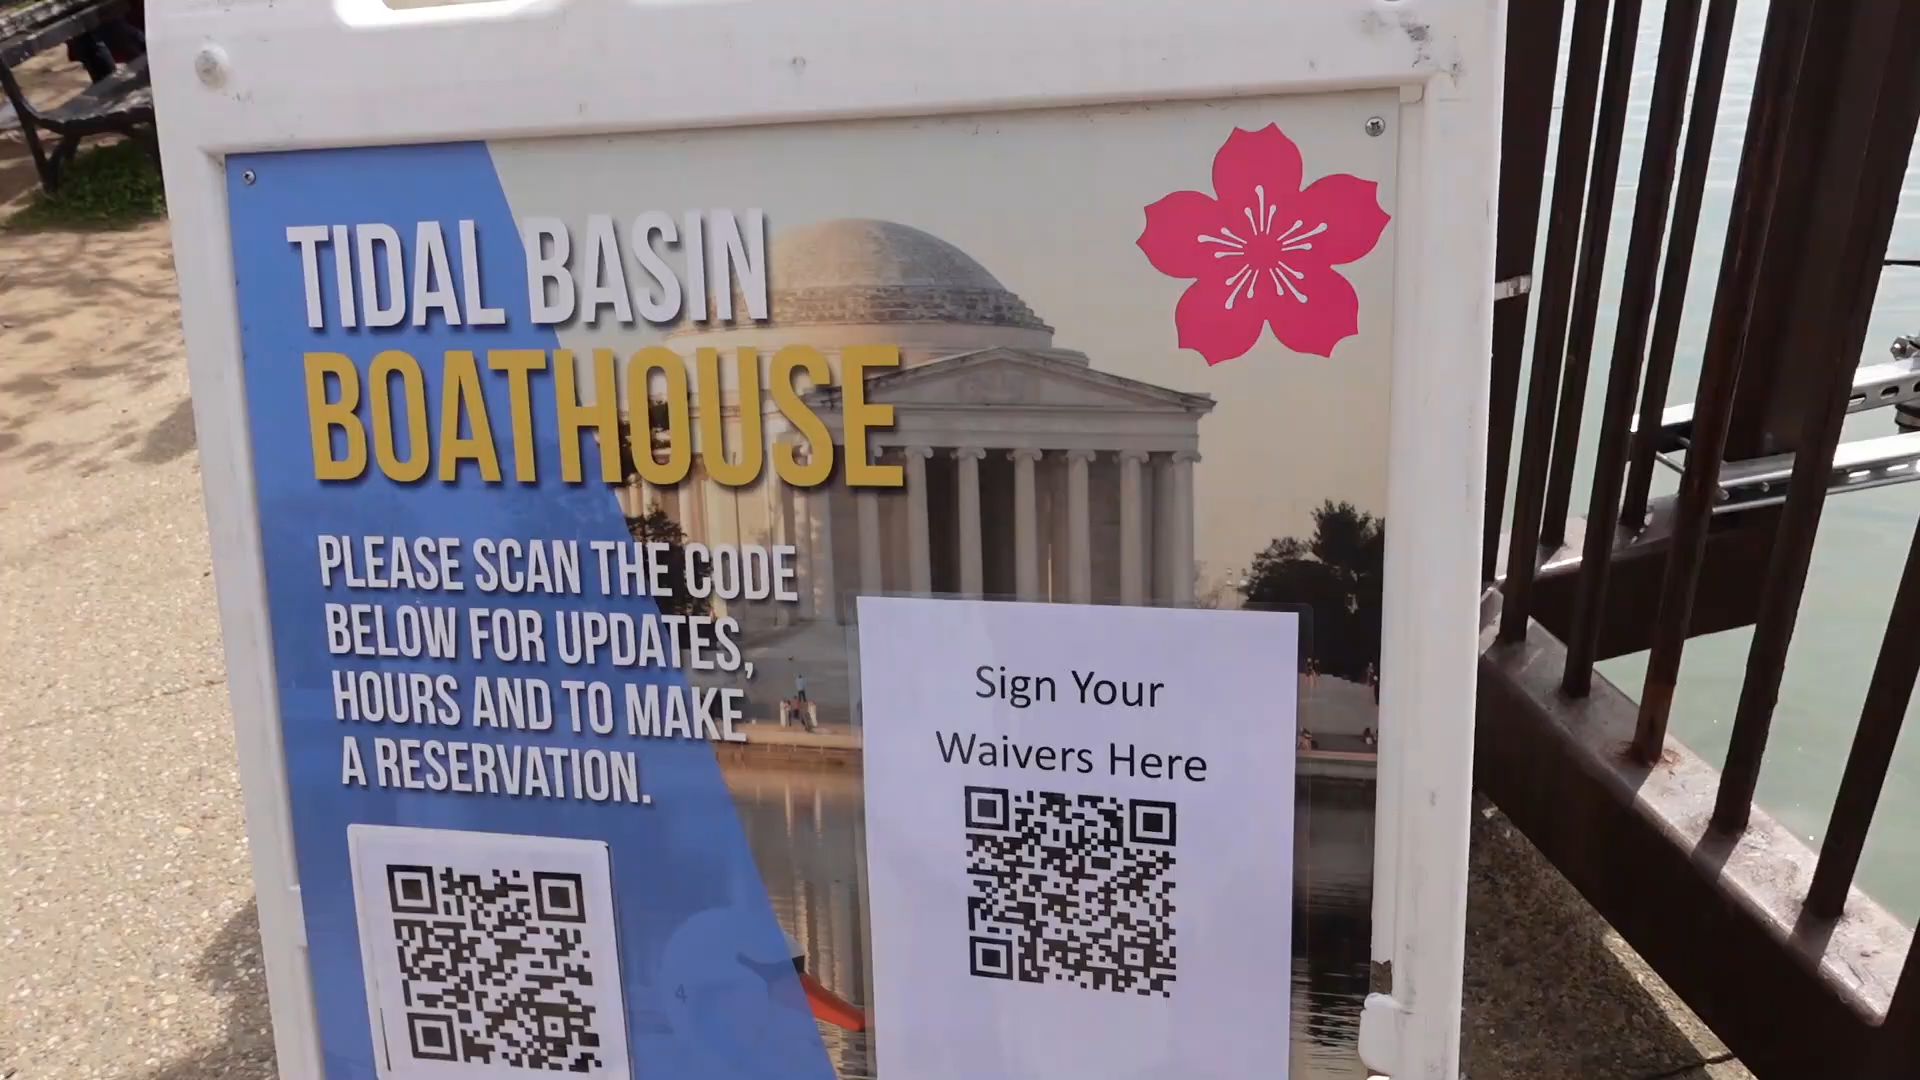 TIDAL BASIN
BOATHOUSE
PLEASE SCAN THE CODE
BELOW FOR UPDATES,
HOURS AND TO MAKE
A RESERVATION.
Sign Your
Waivers Here
4